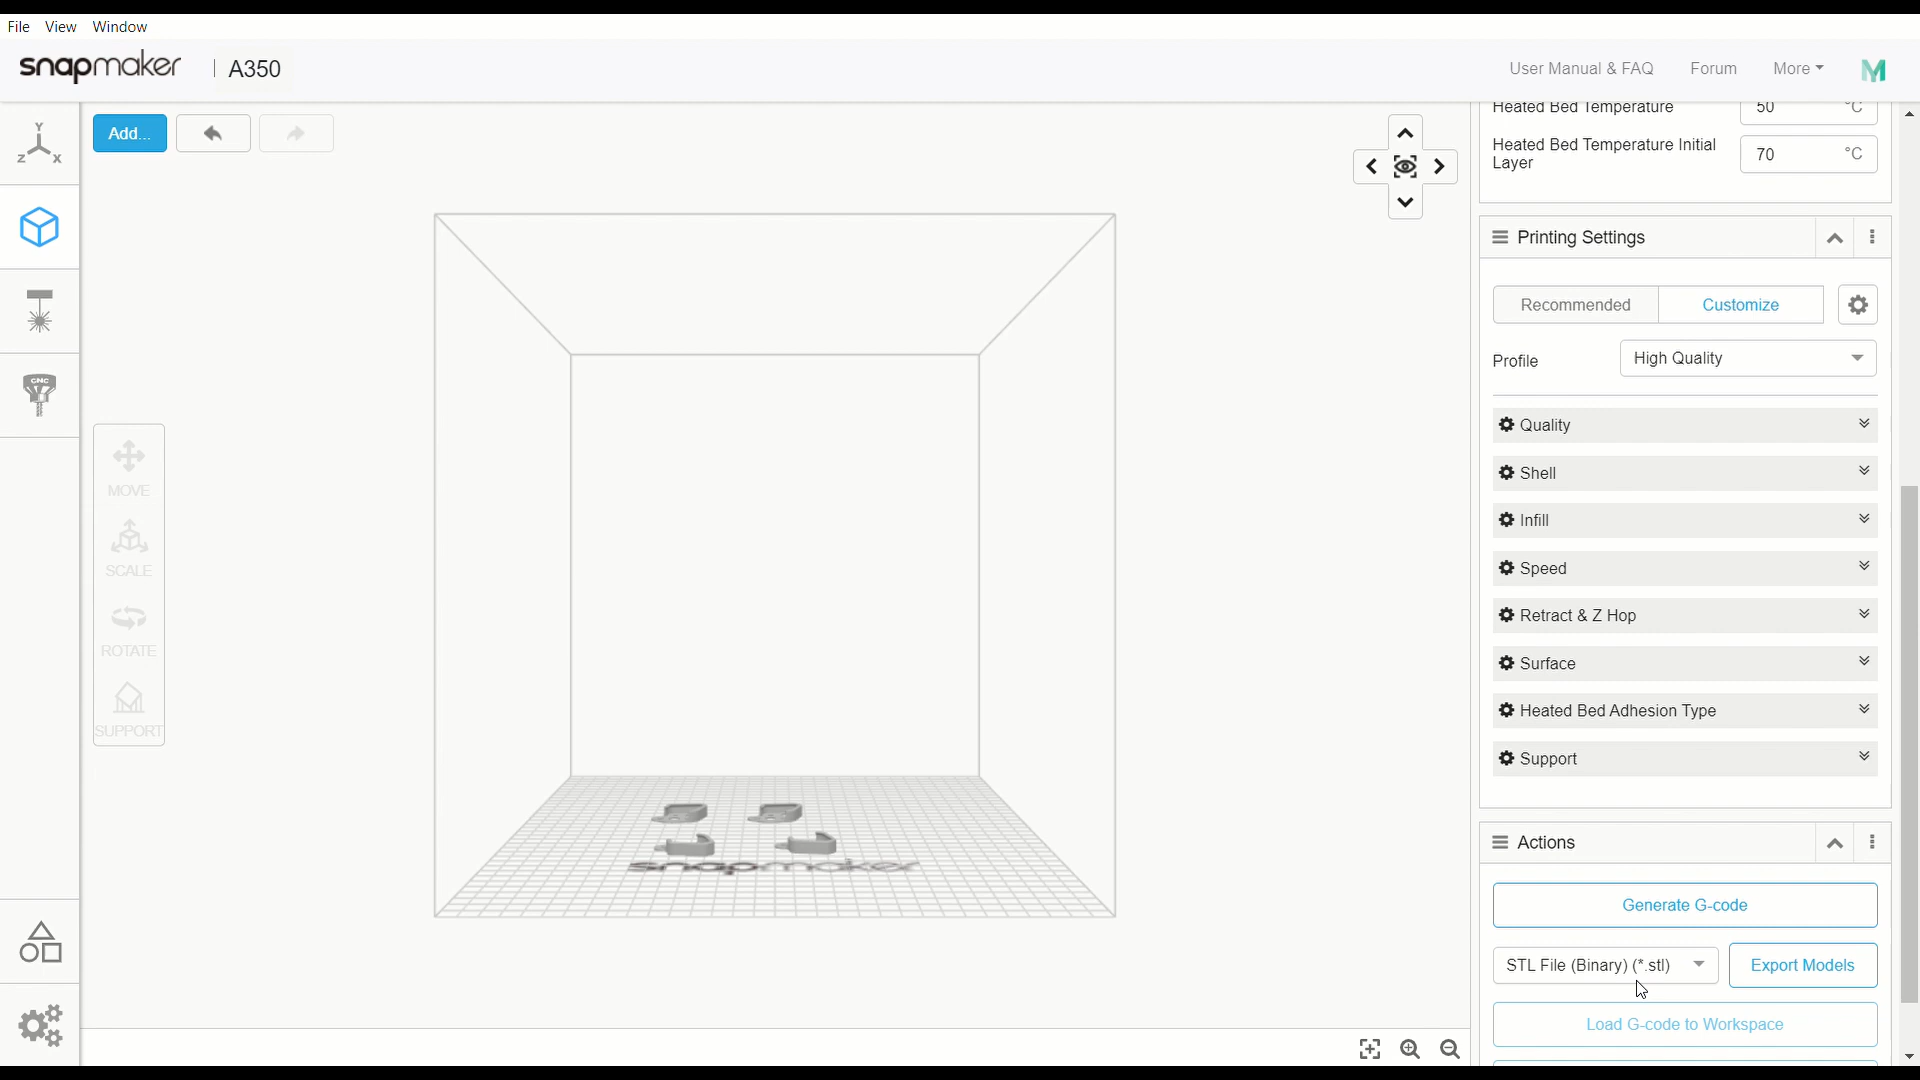 File View Window
snapmaker | A350
User Manual & FAQ Forum More
Add...
Z Y X
CNC
MOVE
SCALE
ROTATE
SUPPORT
snapmaker
Heated Bed Temperature 50 °C
Heated Bed Temperature Initial Layer 70 °C
Printing Settings
Recommended Customize
Profile High Quality
Quality
Shell
Infill
Speed
Retract & Z Hop
Surface
Heated Bed Adhesion Type
Support
Actions
Generate G-code
STL File (Binary) (*.stl) Export Models
Load G-code to Workspace